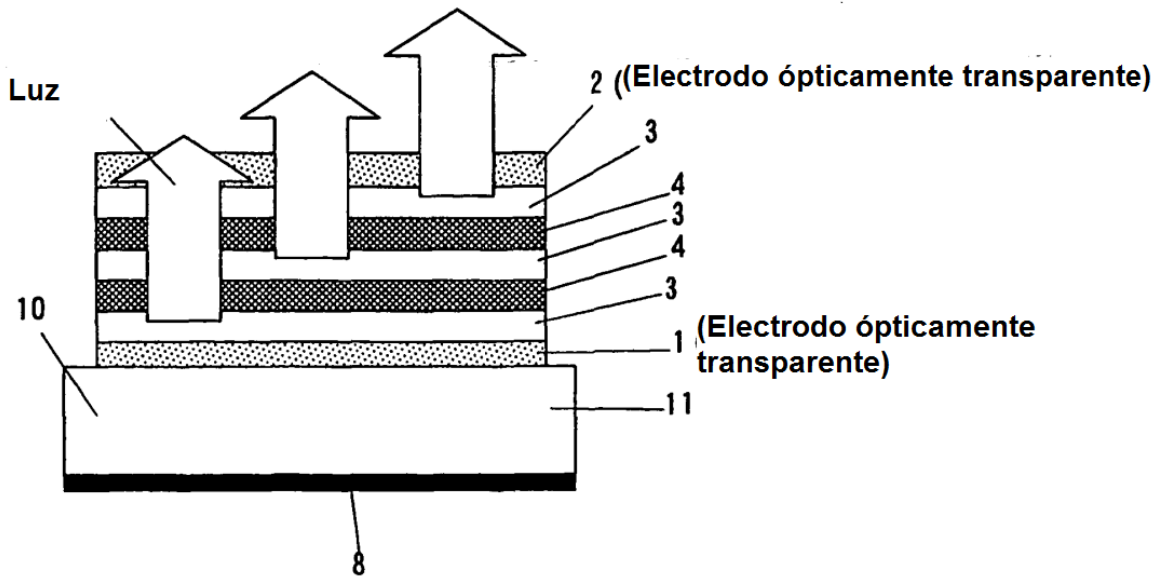 Luz
2 ((Electrodo ópticamente transparente)
3
4
3
4
3
10
1 (Electrodo ópticamente
transparente)
11
8